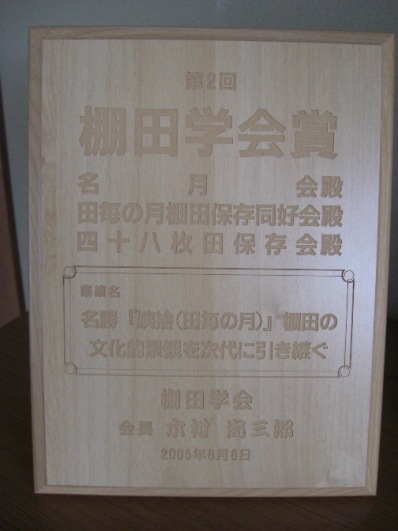 第2回
棚田学会賞
名月会殿
田毎の月棚田保存同好会殿
四十八枚田保存会殿
業績名
名勝『姨捨(田毎の月)』棚田の
文化的景観を次代に引き継ぐ
棚田学会
会長 木村 尚三郎
2005年8月6日